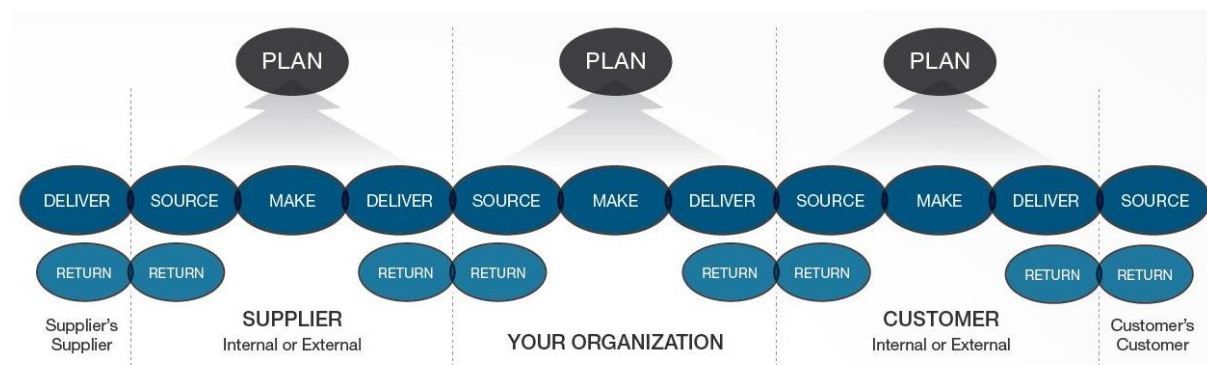 PLAN
PLAN
PLAN
DELIVER
SOURCE
MAKE
DELIVER
SOURCE
MAKE
DELIVER
SOURCE
MAKE
DELIVER
SOURCE
RETURN
RETURN
RETURN
RETURN
RETURN
RETURN
RETURN
RETURN
Supplier's
Supplier
SUPPLIER
Internal or External
YOUR ORGANIZATION
CUSTOMER
Internal or External
Customer's
Customer